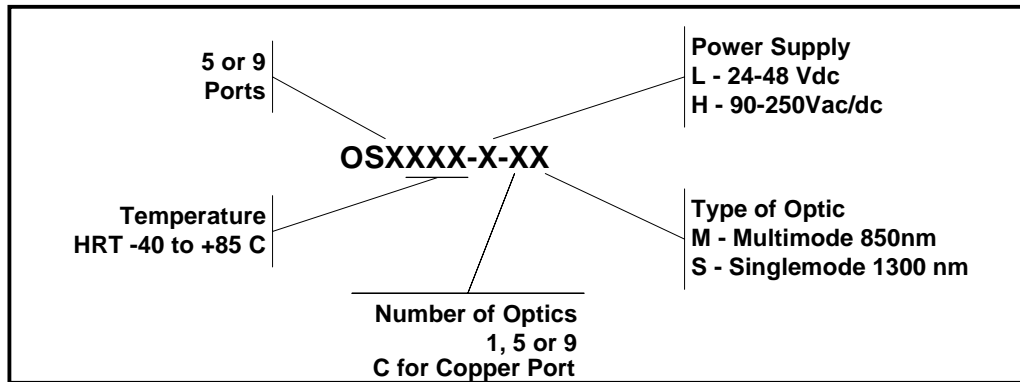 5 or 9
Ports
Power Supply
L - 24-48 Vdc
H - 90-250Vac/dc
OSXXXX-X-XX
Temperature
HRT -40 to +85 C
Type of Optic
M - Multimode 850nm
S - Singlemode 1300 nm
Number of Optics
1, 5 or 9
C for Copper Port